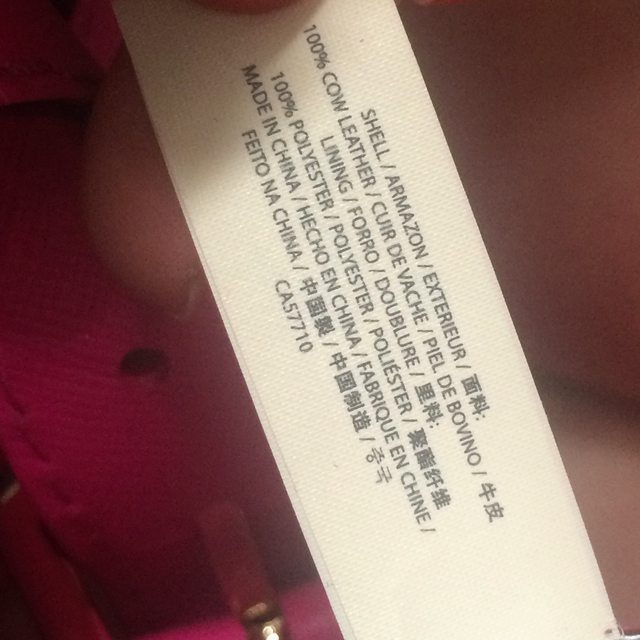 SHELL / ARMAZON / EXTERIEUR / 面料:
100% COW LEATHER / CUIR DE VACHE / PIEL DE BOVINO / 牛皮
LINING / FORRO / DOUBLURE / 里料:
100% POLYESTER / POLYESTER / POLIÉSTER / 聚酯纤维
MADE IN CHINA / HECHO EN CHINA / FABRIQUE EN CHINE /
FEITO NA CHINA / 中国製 / 中国制造 / 중국
CA57710